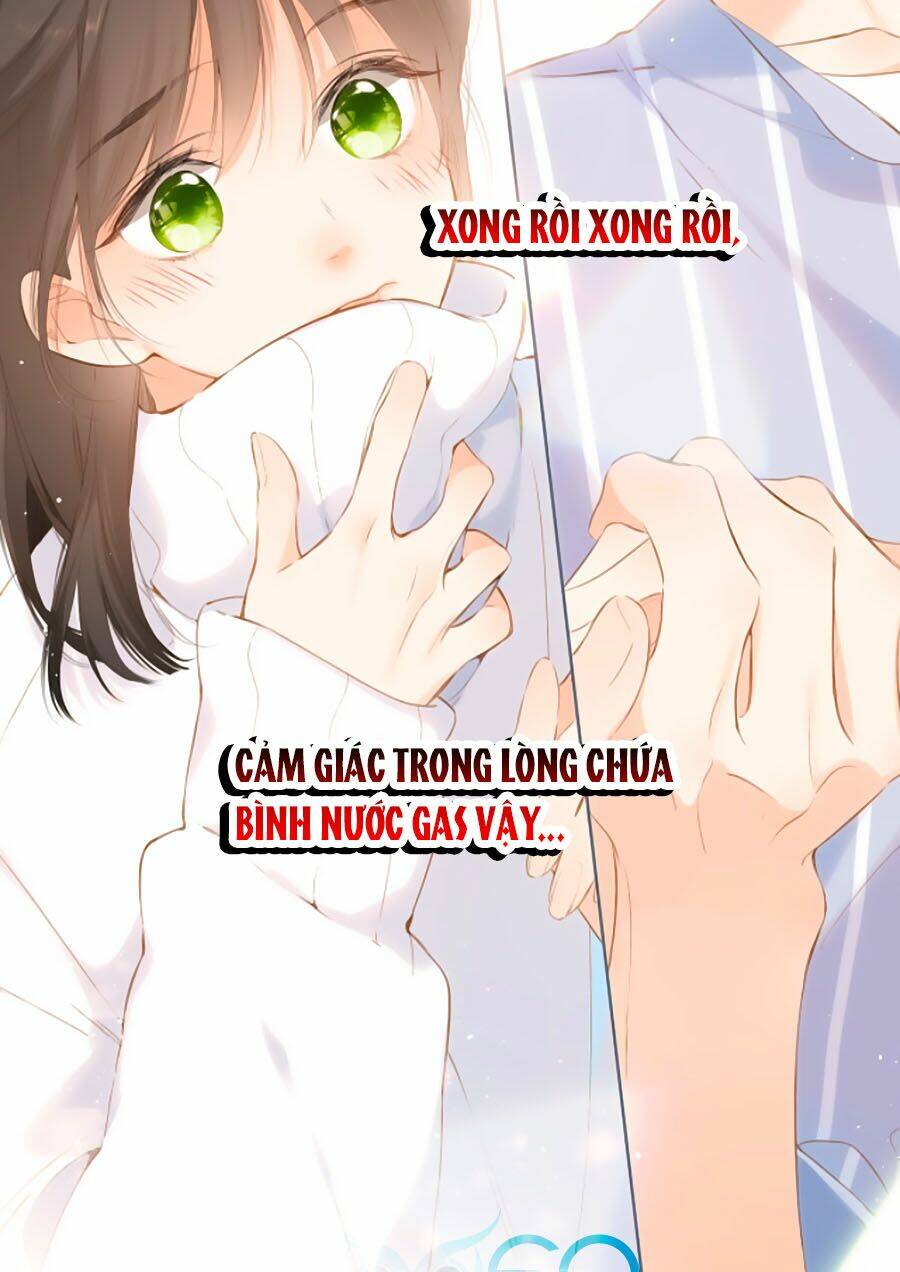 XONG RỒI XONG RỒI,
CẢM GIÁC TRONG LÒNG CHỨA
BÌNH NƯỚC GAS VẬY...